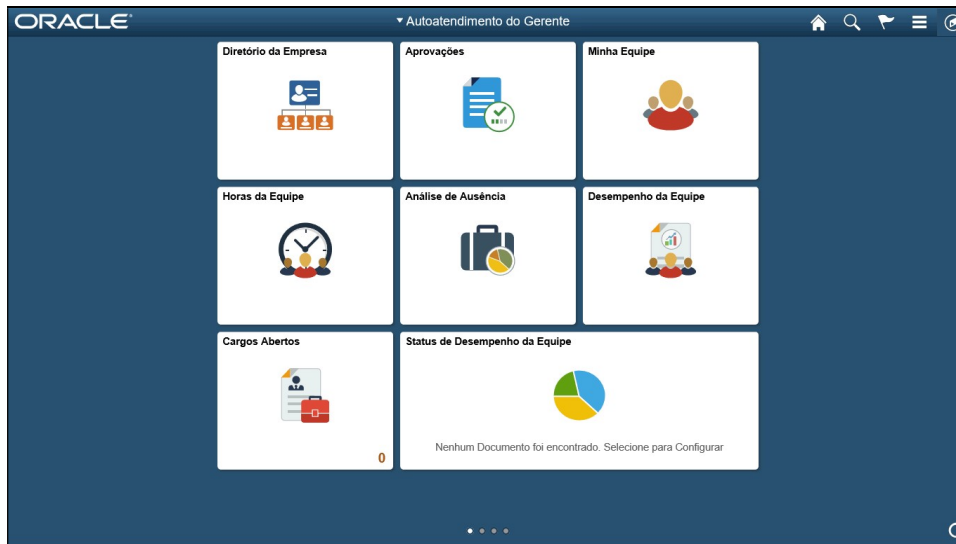 ORACLE
Autoatendimento do Gerente
Diretório da Empresa
Aprovações
Minha Equipe
Horas da Equipe
Análise de Ausência
Desempenho da Equipe
Cargos Abertos
0
Status de Desempenho da Equipe
Nenhum Documento foi encontrado. Selecione para Configurar